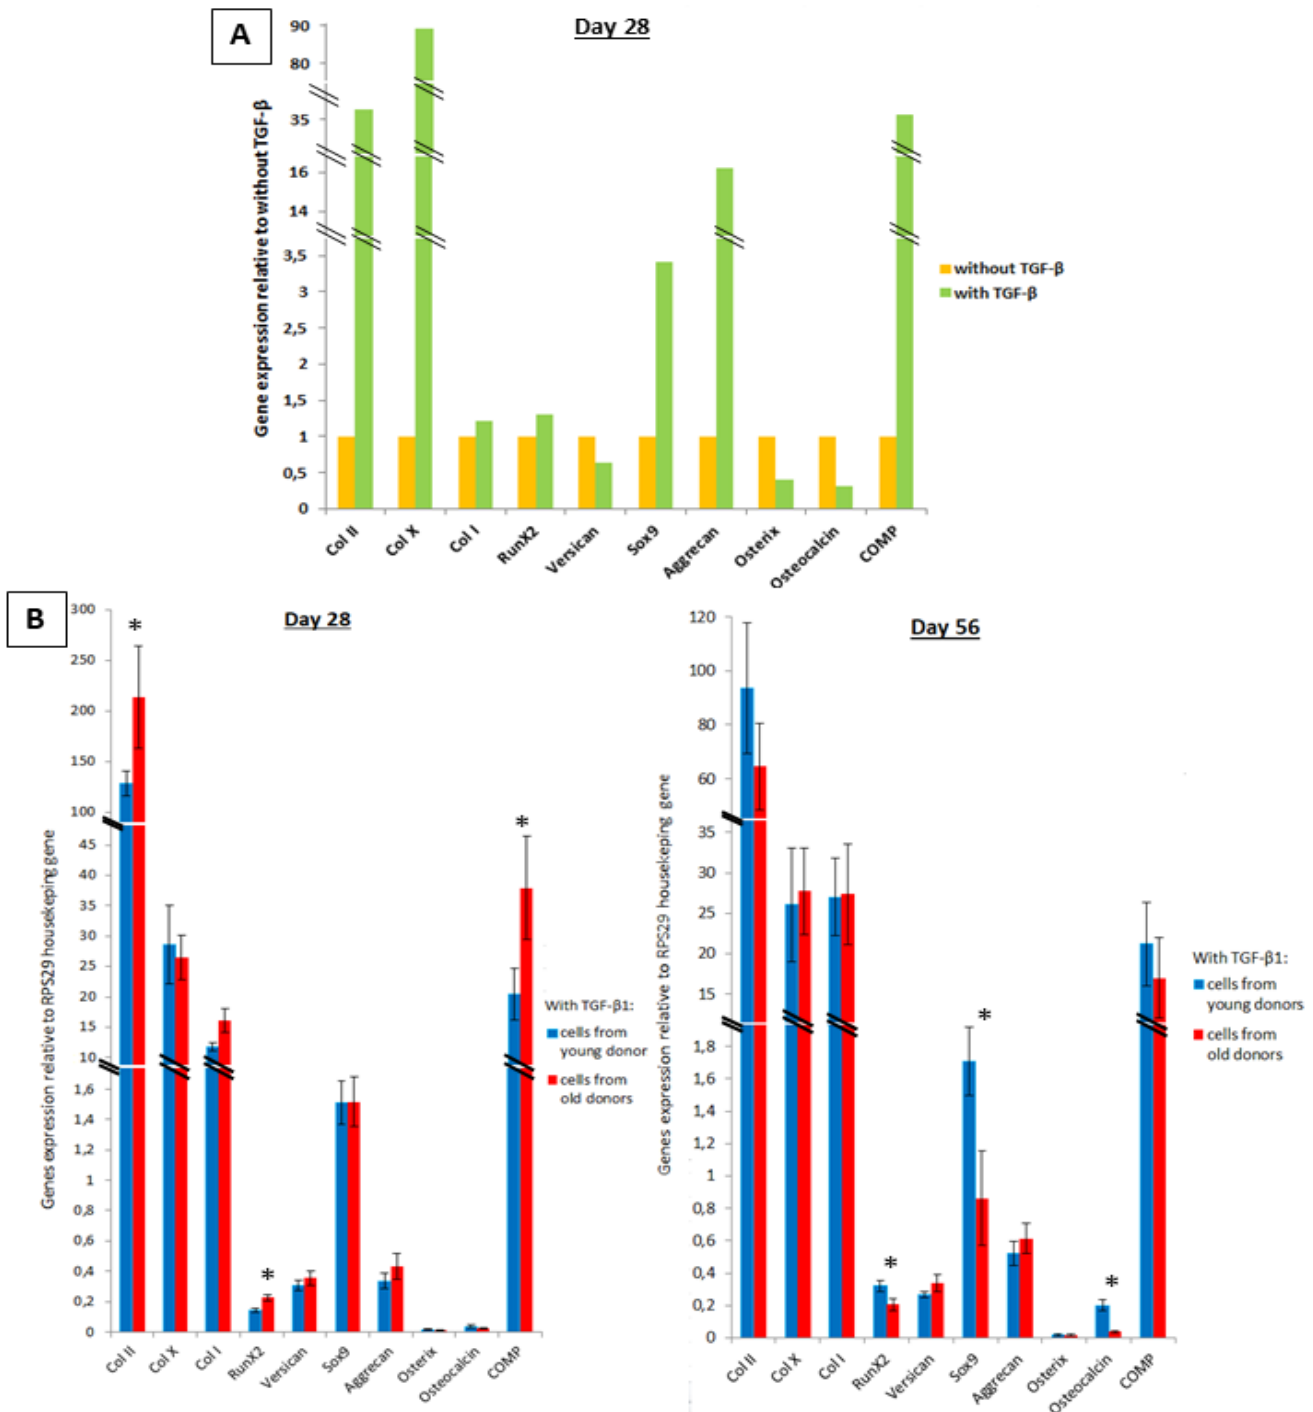 A
Day 28
Gene expression relative to without TGF-β
90
80
35
16
14
3,5
3
2,5
2
1,5
1
0,5
0
Col II
Col X
Col I
RunX2
Versican
Sox9
Aggrecan
Osterix
Osteocalcin
COMP
without TGF-β
with TGF-β
B
Day 28
Genes expression relative to RPS29 housekeping gene
300
250
200
150
100
45
40
35
30
25
20
15
10
1,6
1,4
1,2
1
0,8
0,6
0,4
0,2
0
*
*
*
Col II
Col X
Col I
RunX2
Versican
Sox9
Aggrecan
Osterix
Osteocalcin
COMP
With TGF-β1:
cells from
young donor
cells from
old donors
Day 56
Genes expression relative to RPS29 housekeping gene
120
100
80
60
35
30
25
20
15
1,8
1,6
1,4
1,2
1
0,8
0,6
0,4
0,2
0
*
*
*
Col II
Col X
Col I
RunX2
Versican
Sox9
Aggrecan
Osterix
Osteocalcin
COMP
With TGF-β1:
cells from
young donors
cells from
old donors